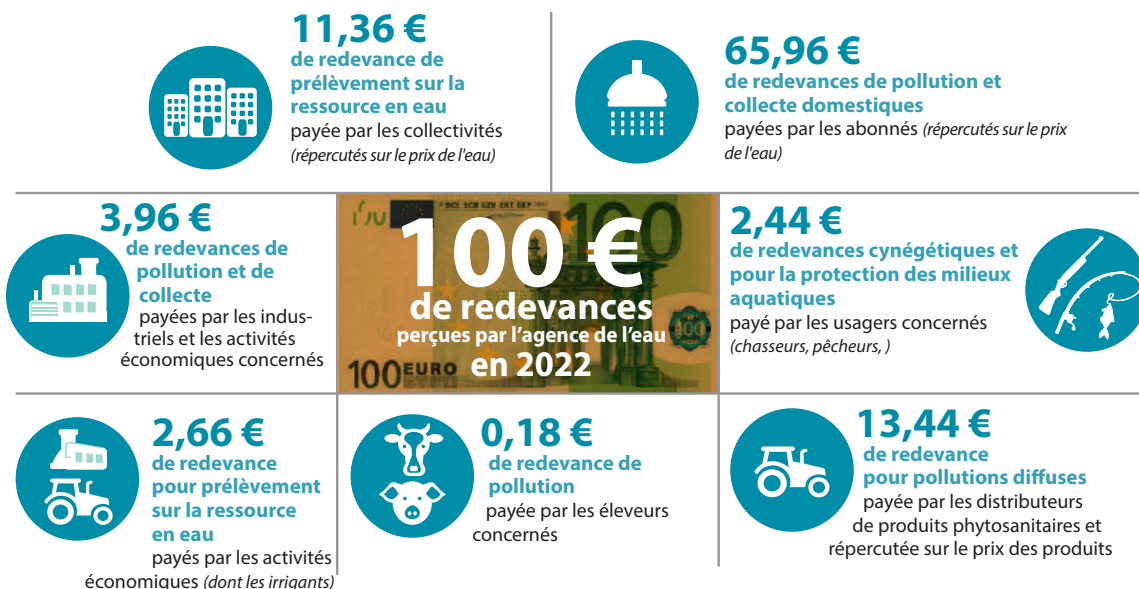 11,36 €
de redevance de
prélèvement sur la
ressource en eau
payée par les collectivités
(répercutés sur le prix de l'eau)
65,96 €
de redevances de pollution et
collecte domestiques
payées par les abonnés (répercutés sur le prix
de l'eau)
3,96 €
de redevances de
pollution et de
collecte
payées par les indus-
triels et les activités
économiques concernés
100 €
de redevances
perçues par l'agence de l'eau
en 2022
100 EURO
100
100
2,44 €
de redevances cynégétiques et
pour la protection des milieux
aquatiques
payé par les usagers concernés
(chasseurs, pêcheurs, )
2,66 €
de redevance
pour prélèvement
sur la ressource
en eau
payés par les activités
économiques (dont les irrigants)
0,18 €
de redevance de
pollution
payée par les éleveurs
concernés
13,44 €
de redevance
pour pollutions diffuses
payée par les distributeurs
de produits phytosanitaires et
répercutée sur le prix des produits